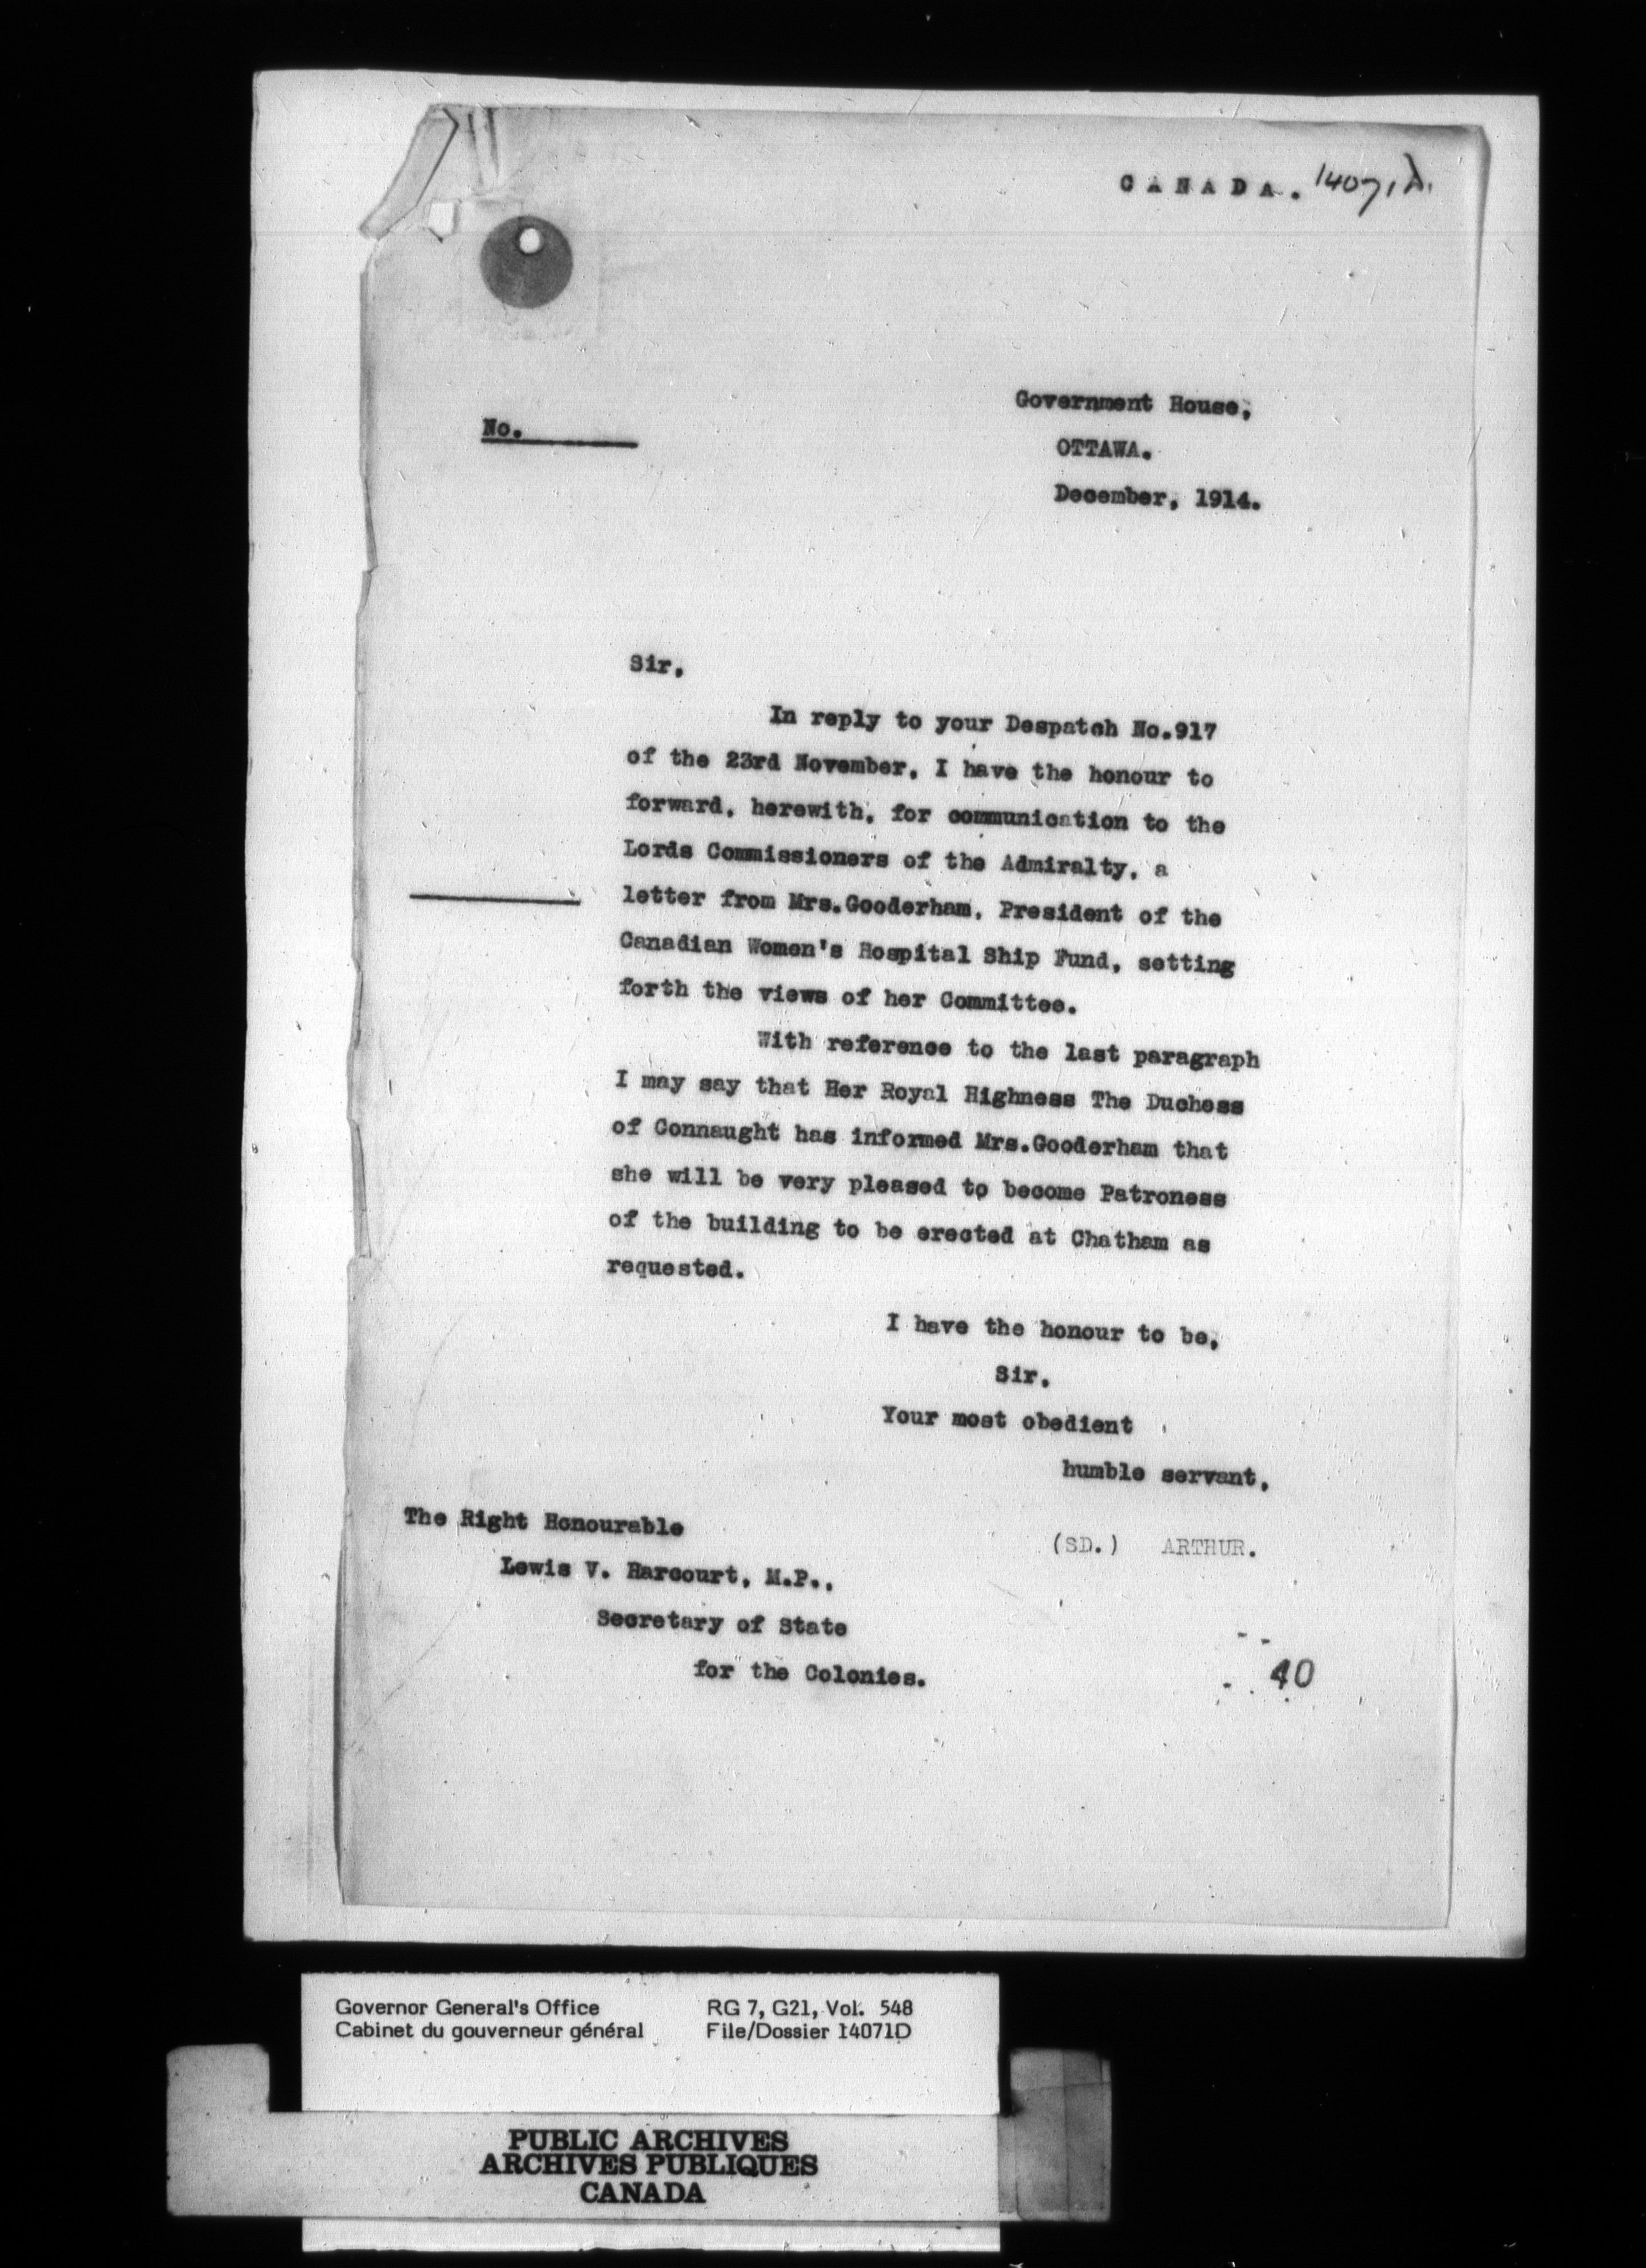 CANADA. 14071D.
Government House,
No.
OTTAWA.
December, 1914.
Sir,
In reply to your Despatch No.917
of the 23rd November, I have the honour to
forward, herewith, for communication to the
Lords Commissioners of the Admiralty, a
letter from Mrs.Gooderham, President of the
Canadian Women's Hospital Ship Fund, setting
forth the views of her Committee.
With reference to the last paragraph
I may say that Her Royal Highness The Duchess
of Connaught has informed Mrs.Gooderham that
she will be very pleased to become Patroness
of the building to be erected at Chatham as
requested.
I have the honour to be,
Sir,
Your most obedient
humble servant,
(SD.) ARTHUR.
The Right Honourable
Lewis V. Harcourt, M.P.,
Secretary of State
for the Colonies.
40
Governor General's Office RG 7, G21, Vol. 548
Cabinet du gouverneur général File/Dossier 14071D
PUBLIC ARCHIVES
ARCHIVES PUBLIQUES
CANADA